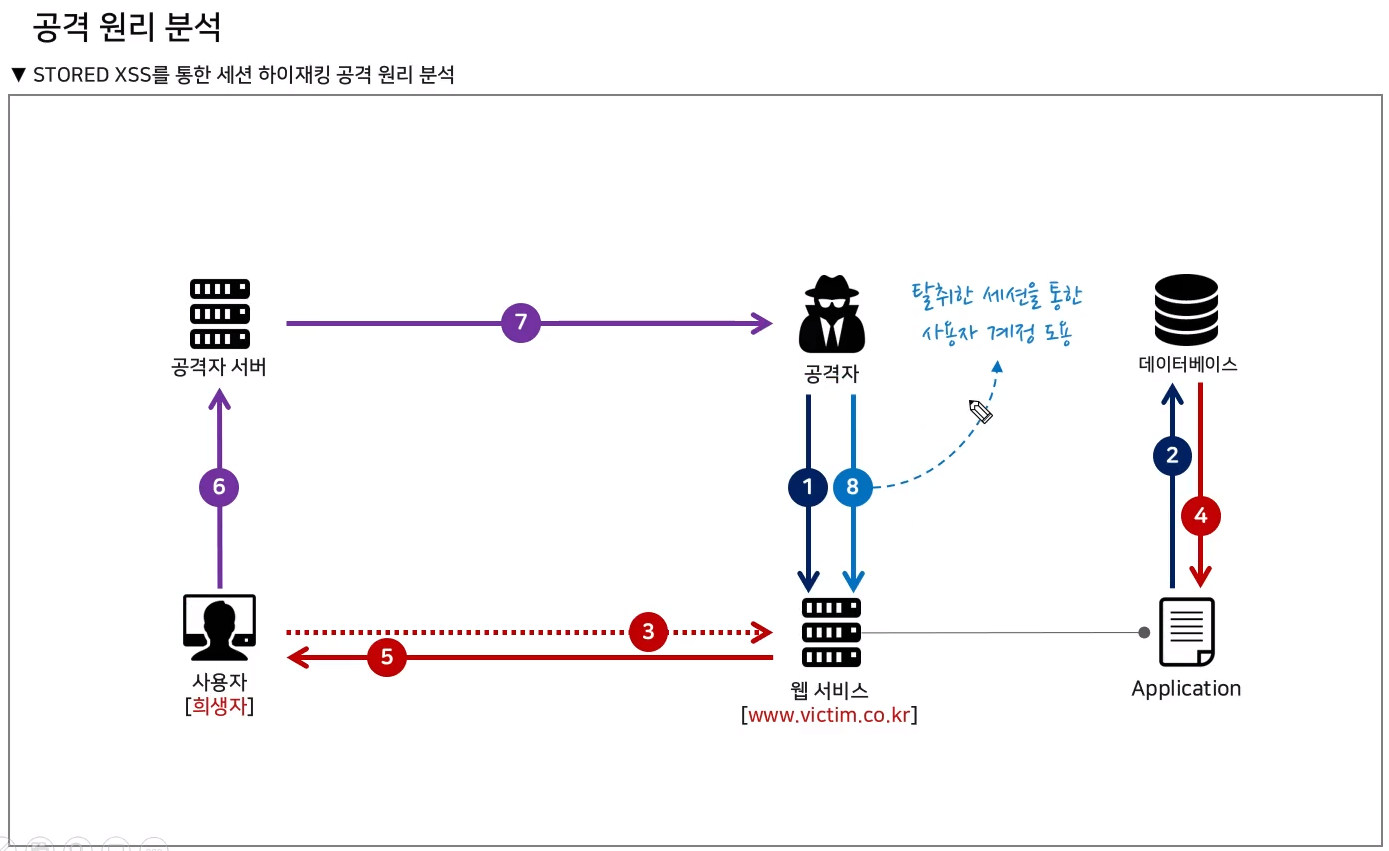 공격 원리 분석
▼ STORED XSS를 통한 세션 하이재킹 공격 원리 분석
탈취한 세션을 통한
사용자 계정 도용
7
공격자 서버
공격자
데이터베이스
2
6
1
8
4
3
5
사용자
[희생자]
웹 서비스
[www.victim.co.kr]
Application